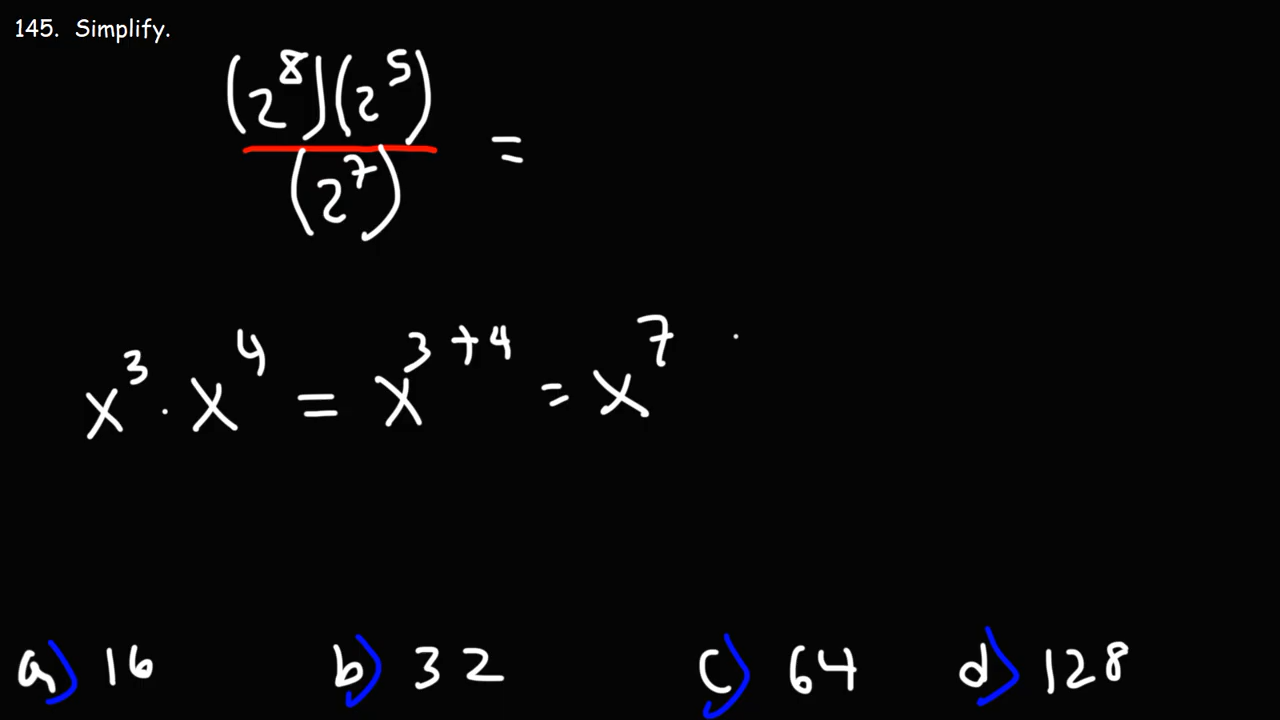 145. Simplify.
(2^8)(2^5)
=
(2^7)
x^3 · x^4 = x^{3+4} = x^7
a) 16 b) 32 c) 64 d) 128